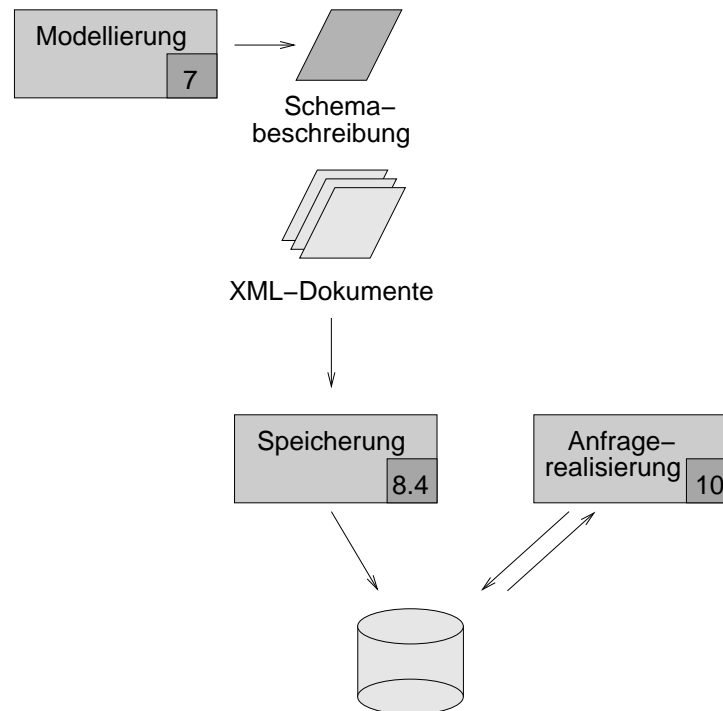 Modellierung
7
Schema–
beschreibung
XML–Dokumente
Speicherung
8.4
Anfrage–
realisierung
10